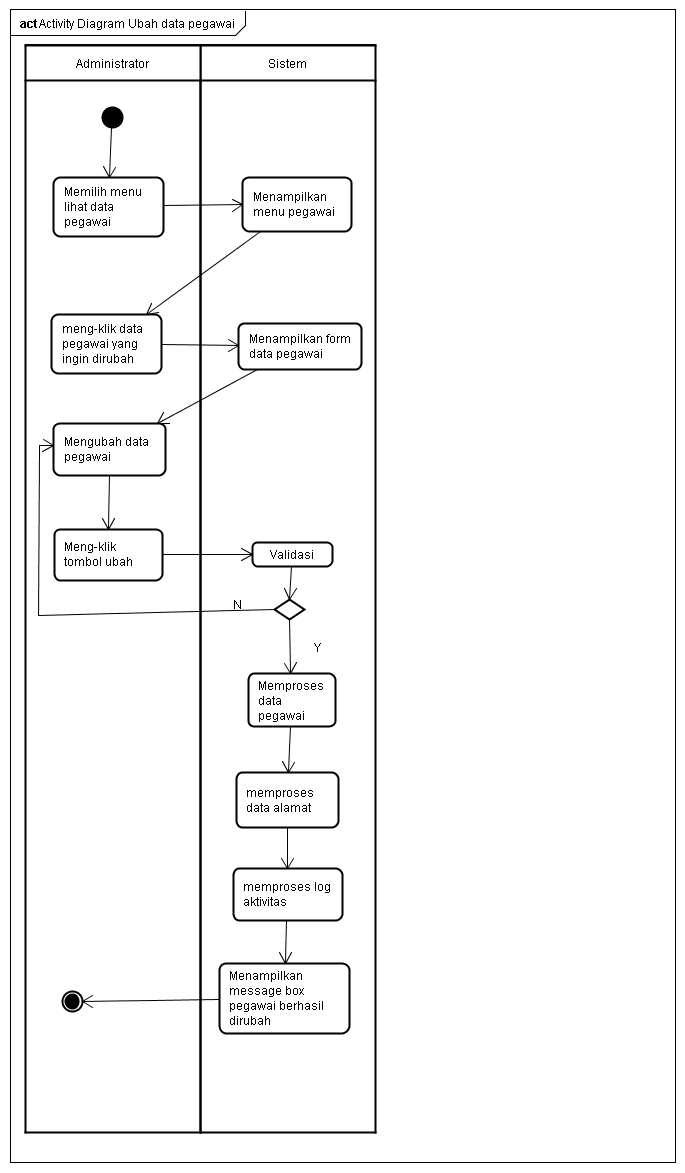 act Activity Diagram Ubah data pegawai
Administrator
Sistem
Memilih menu
lihat data
pegawai
Menampilkan
menu pegawai
meng-klik data
pegawai yang
ingin dirubah
Menampilkan form
data pegawai
Mengubah data
pegawai
Meng-klik
tombol ubah
Validasi
N
Y
Memproses
data
pegawai
memproses
data alamat
memproses log
aktivitas
Menampilkan
message box
pegawai berhasil
dirubah